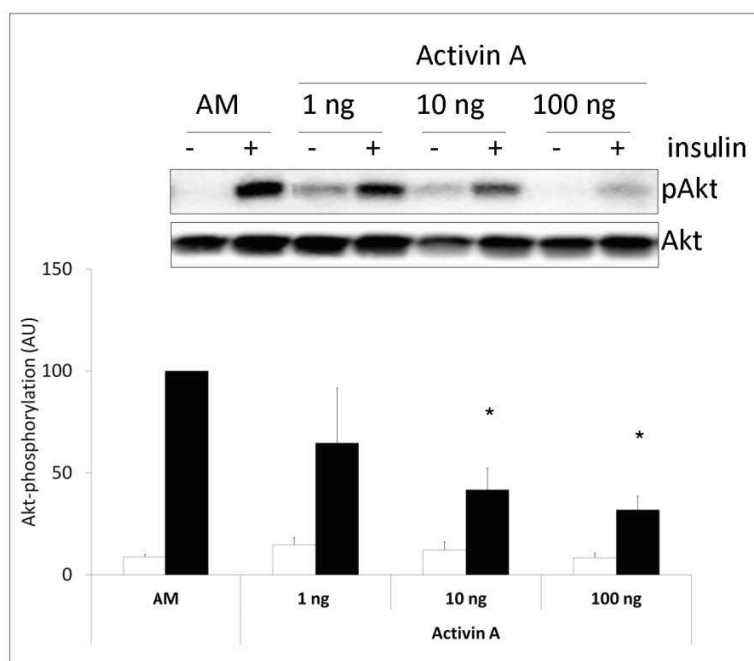 Activin A
AM 1 ng 10 ng 100 ng
- + - + - + - + insulin
pAkt
Akt
150
100
50
0
Akt-phosphorylation (AU)
* *
AM 1 ng 10 ng 100 ng
Activin A